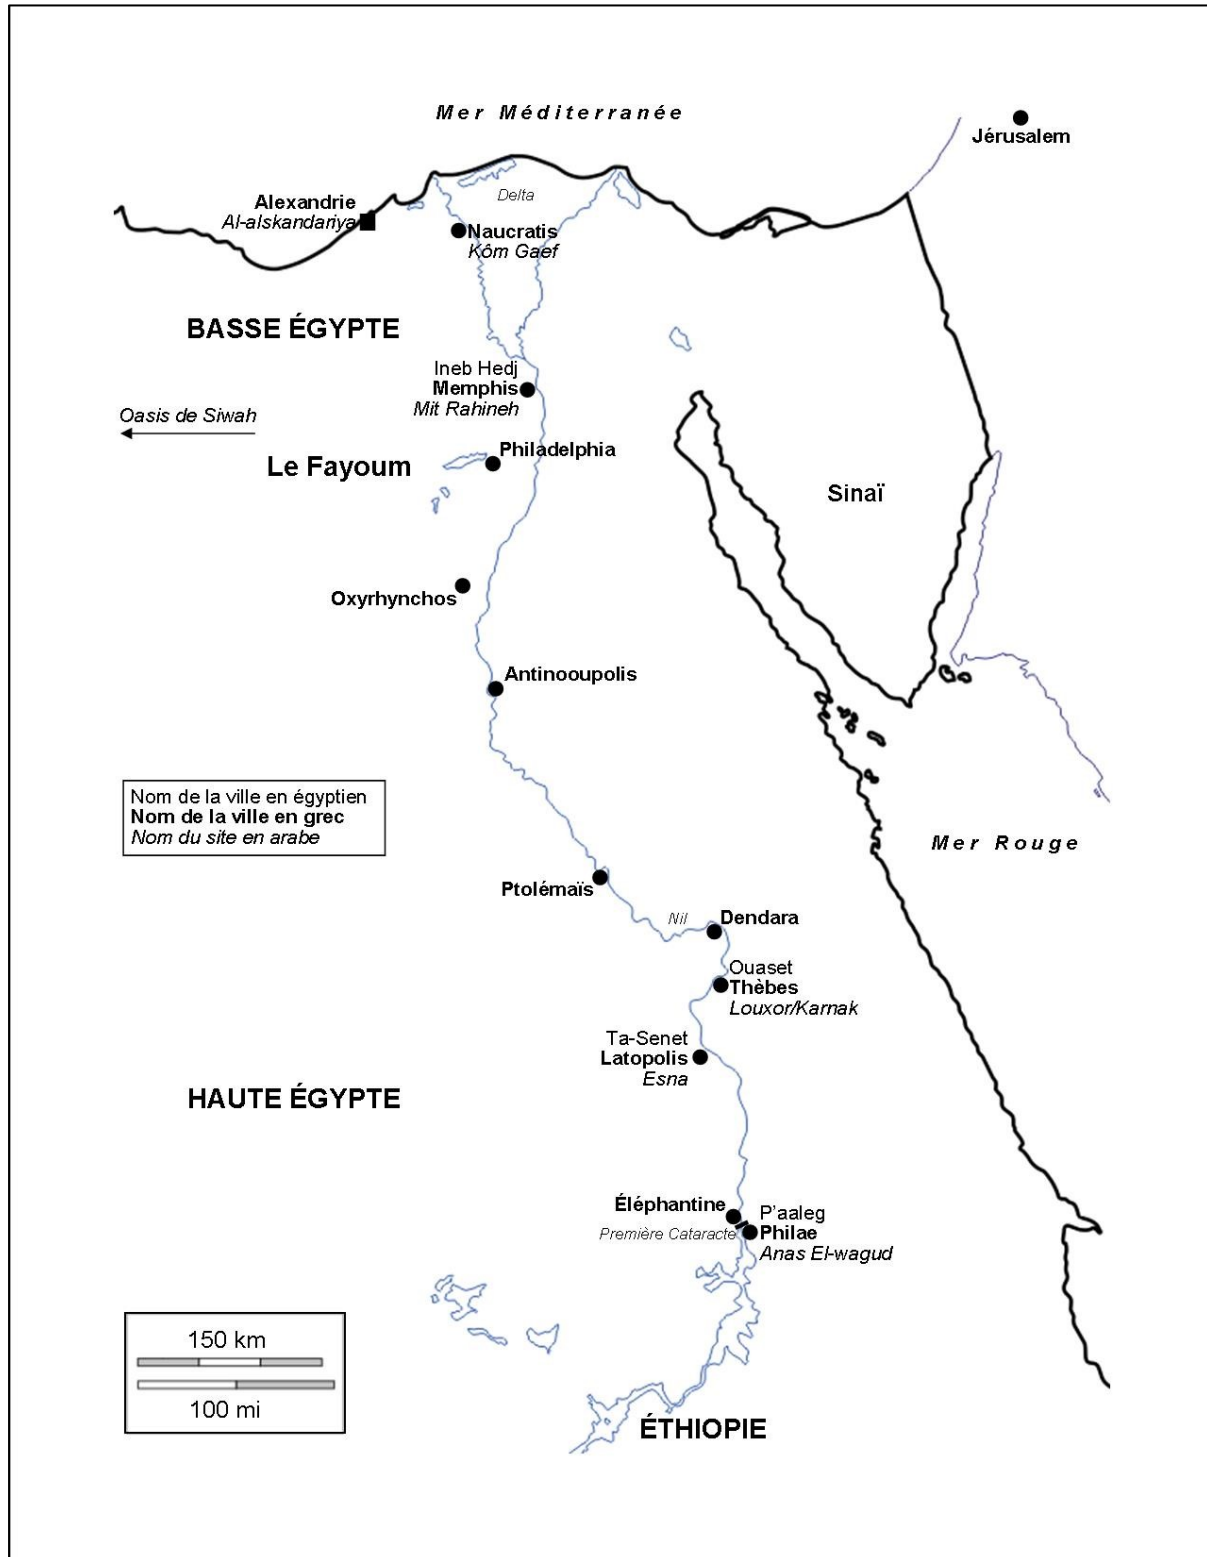 Mer Méditerranée
Jérusalem
Delta
Alexandrie
Al-alskandariya
Naucratis
Kôm Gaef
BASSE ÉGYPTE
Ineb Hedj
Memphis
Mit Rahineh
Oasis de Siwah
Philadelphia
Le Fayoum
Sinaï
Oxyrhynchos
Antinooupolis
Nom de la ville en égyptien
Nom de la ville en grec
Nom du site en arabe
Mer Rouge
Ptolémaïs
Nil
Dendara
Ouaset
Thèbes
Louxor/Karnak
Ta-Senet
Latopolis
Esna
HAUTE ÉGYPTE
Éléphantine
Première Cataracte
P'aaleg
Philae
Anas El-wagud
150 km
100 mi
ÉTHIOPIE